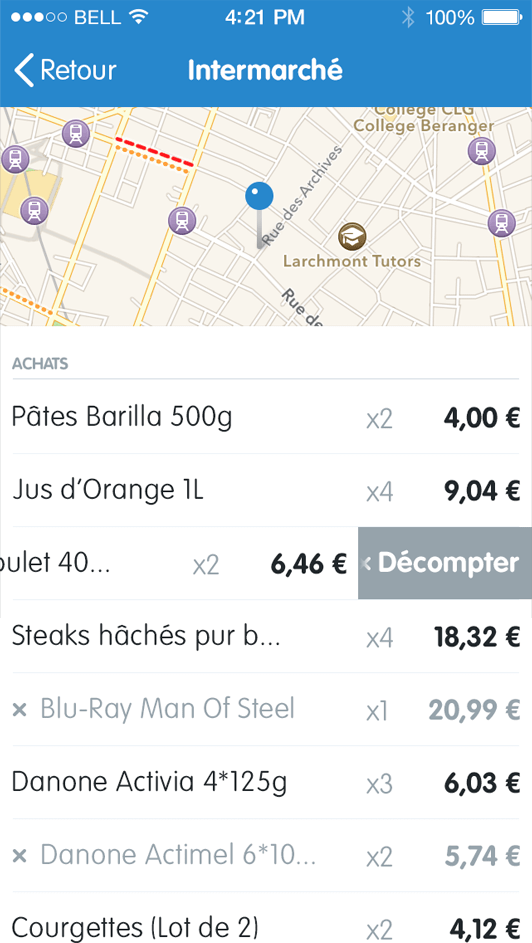 BELL 4:21 PM 100%
Retour Intermarché
College CLG
College Beranger
Rue des Archives
Larchmont Tutors
Rue de
ACHATS
Pâtes Barilla 500g x2 4,00 €
Jus d’Orange 1L x4 9,04 €
oulet 40... x2 6,46 € × Décompter
Steaks hâchés pur b... x4 18,32 €
× Blu-Ray Man Of Steel x1 20,99 €
Danone Activia 4*125g x3 6,03 €
× Danone Actimel 6*10... x2 5,74 €
Courgettes (Lot de 2) x2 4,12 €